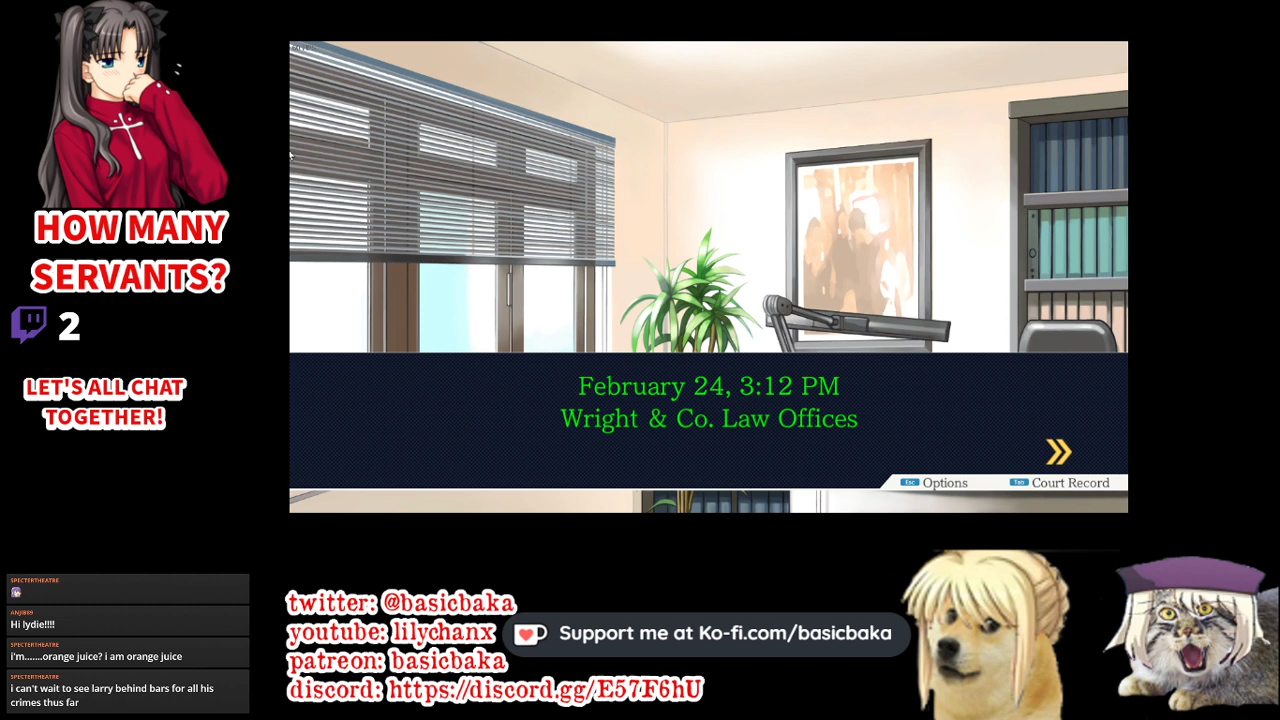 HOW MANY
SERVANTS?
2
LET'S ALL CHAT
TOGETHER!
February 24, 3:12 PM
Wright & Co. Law Offices
Esc Options
Tab Court Record
SPECTERTHEATRE
ANJIB89
Hi lydie!!!!
SPECTERTHEATRE
i'm.......orange juice? i am orange juice
SPECTERTHEATRE
i can't wait to see larry behind bars for all his
crimes thus far
twitter: @basicbaka
youtube: lilychanx
patreon: basicbaka
discord: https://discord.gg/E57F6hU
Support me at Ko-fi.com/basicbaka